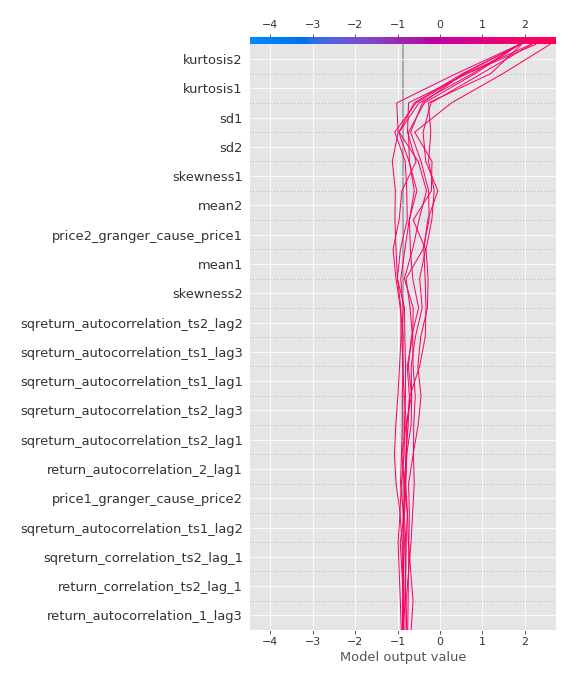 −4 −3 −2 −1 0 1 2
kurtosis2
kurtosis1
sd1
sd2
skewness1
mean2
price2_granger_cause_price1
mean1
skewness2
sqreturn_autocorrelation_ts2_lag2
sqreturn_autocorrelation_ts1_lag3
sqreturn_autocorrelation_ts1_lag1
sqreturn_autocorrelation_ts2_lag3
sqreturn_autocorrelation_ts2_lag1
return_autocorrelation_2_lag1
price1_granger_cause_price2
sqreturn_autocorrelation_ts1_lag2
sqreturn_correlation_ts2_lag_1
return_correlation_ts2_lag_1
return_autocorrelation_1_lag3
−4 −3 −2 −1 0 1 2
Model output value